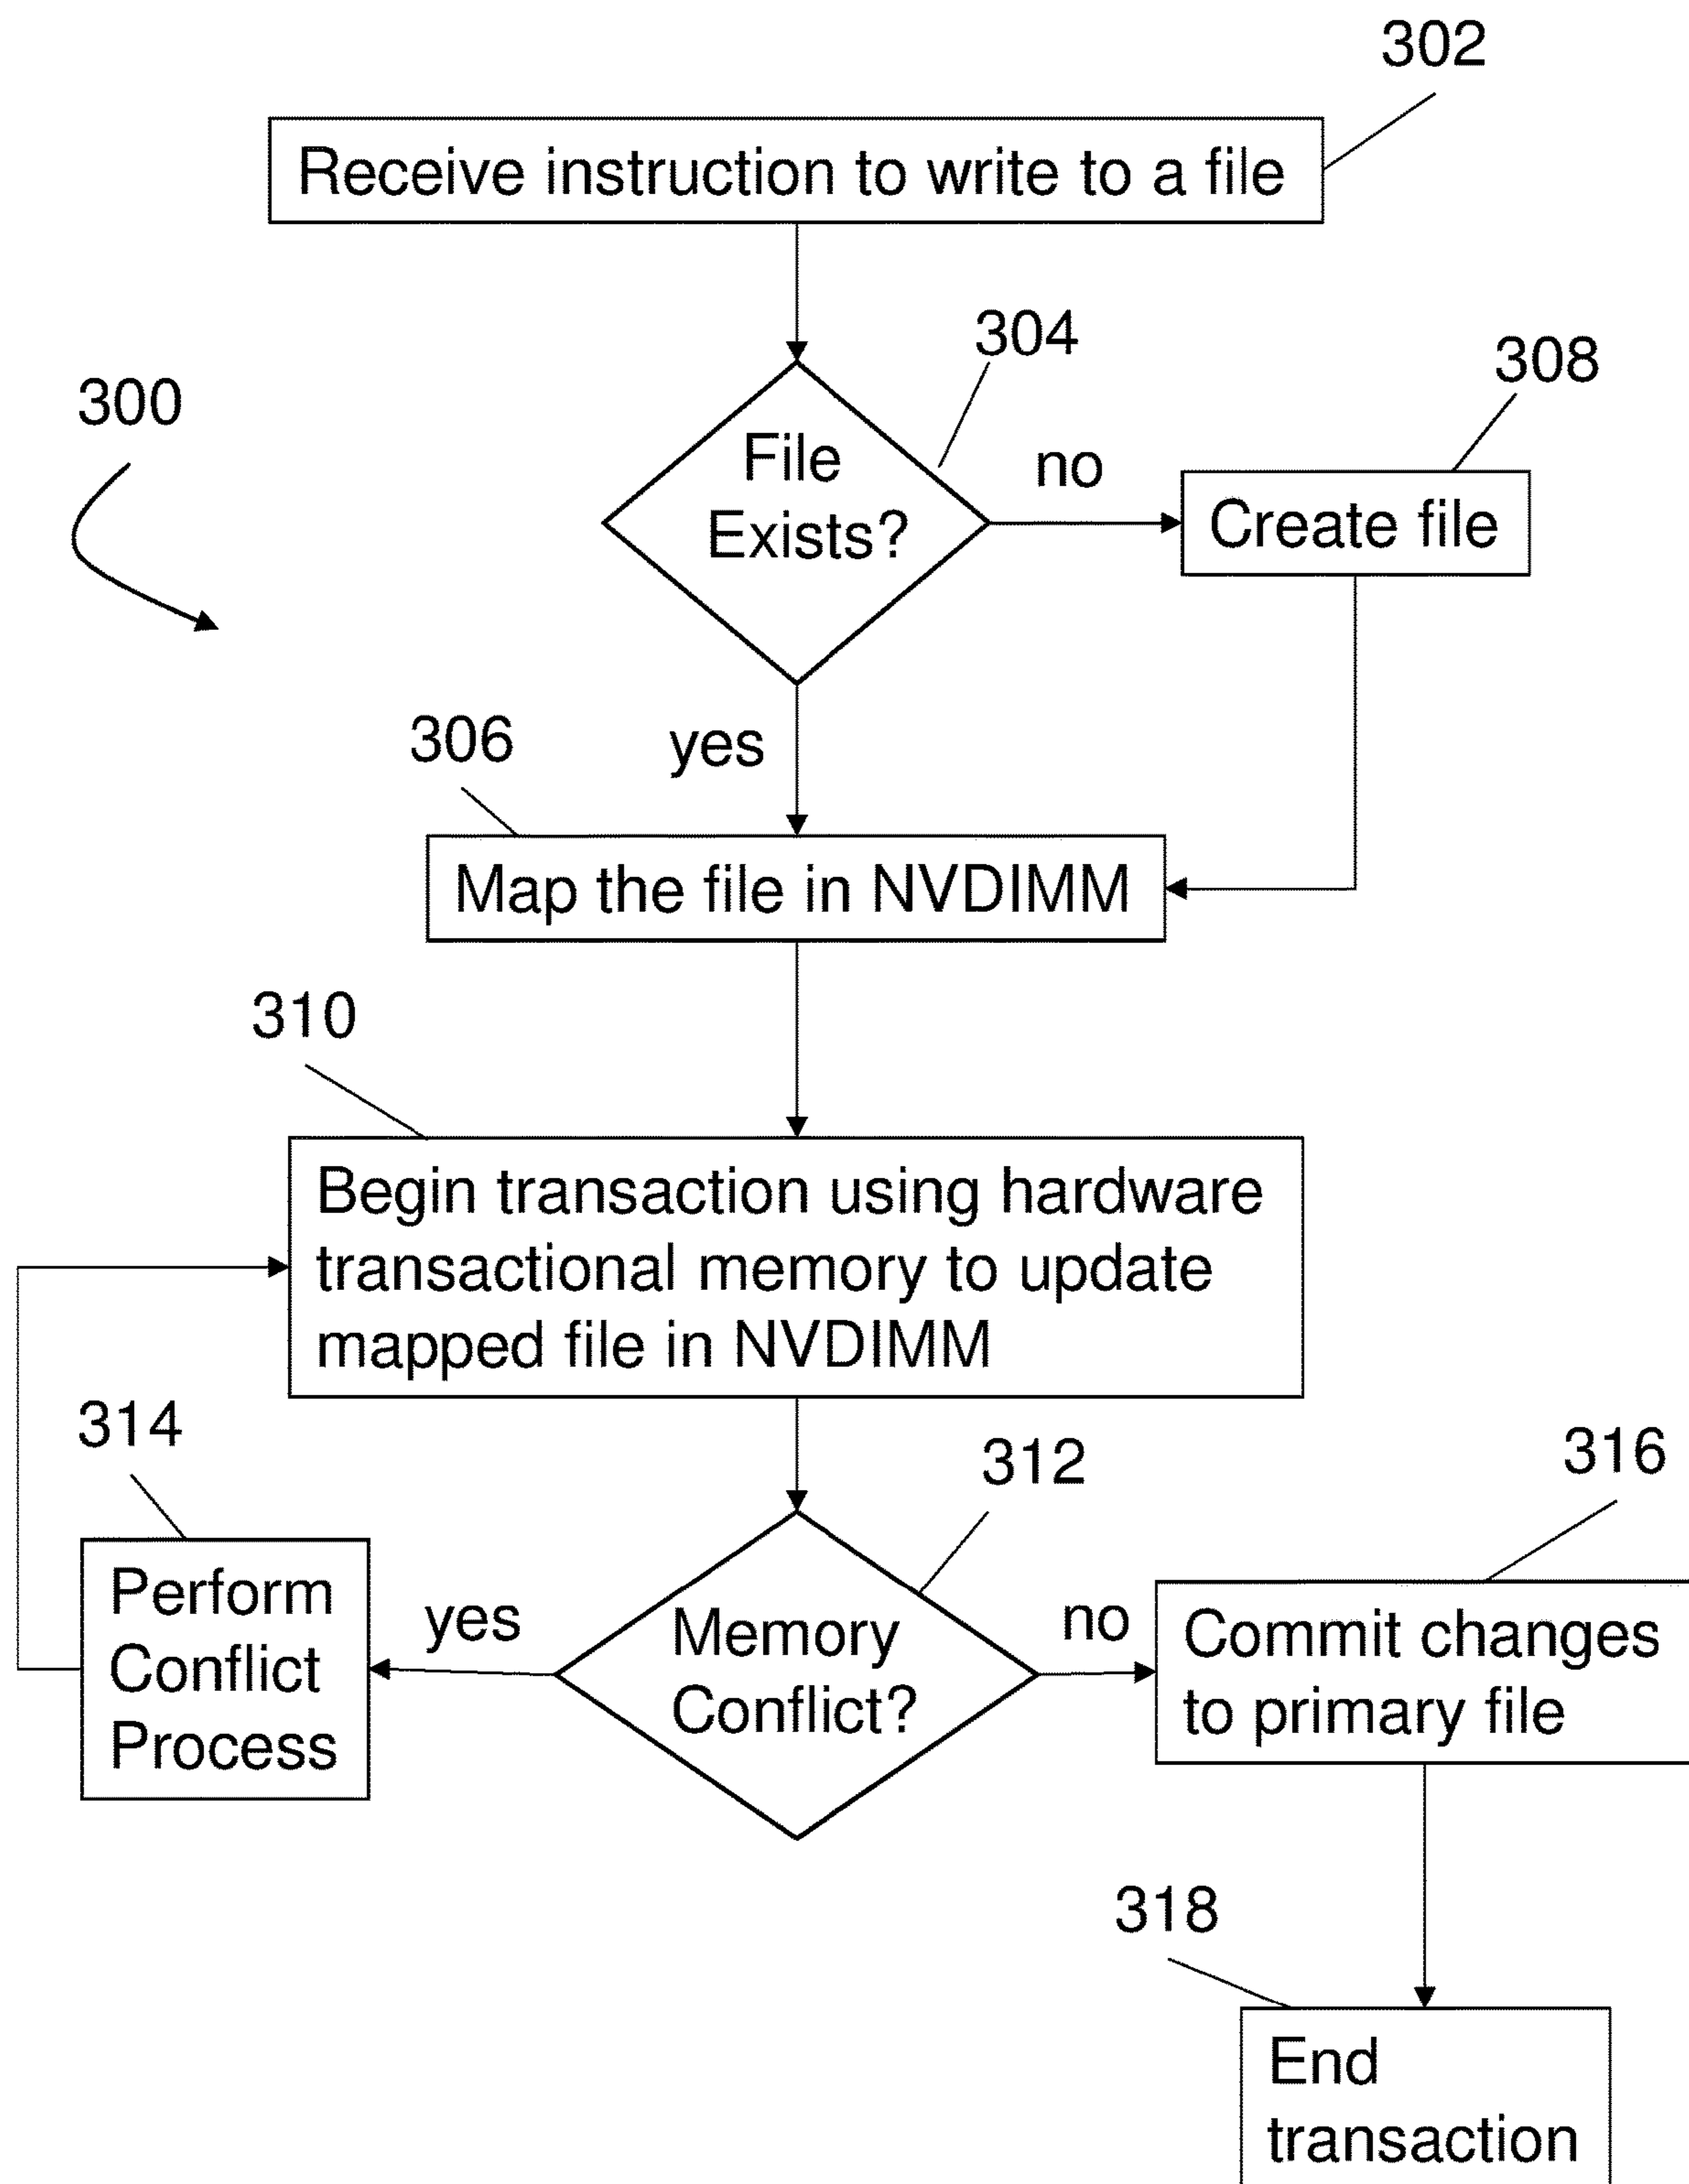 302
Receive instruction to write to a file
304
308
300
File
Exists?
no
Create file
306
yes
Map the file in NVDIMM
310
Begin transaction using hardware
transactional memory to update
mapped file in NVDIMM
314
312
316
Perform
Conflict
Process
yes
Memory
Conflict?
no
Commit changes
to primary file
318
End
transaction